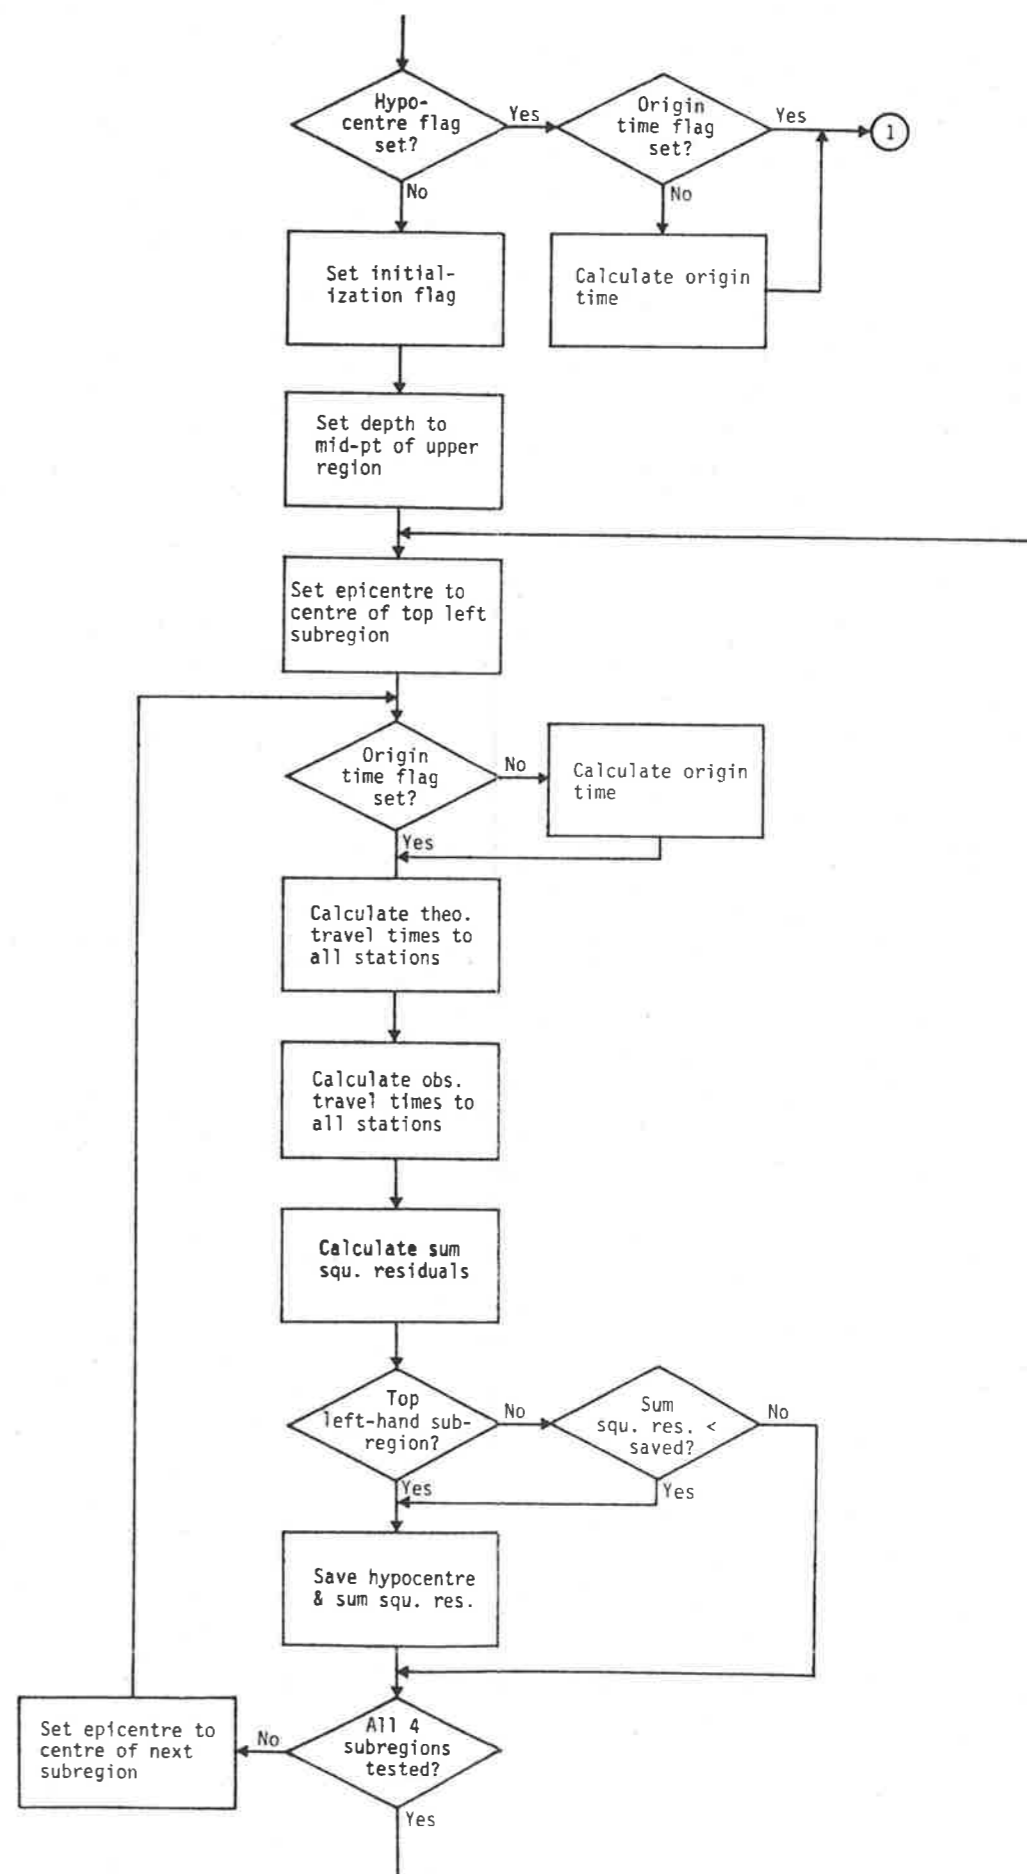 Hypo-
centre flag
set?
Yes
Origin
time flag
set?
Yes
1
No
No
Set initial-
ization flag
Calculate origin
time
Set depth to
mid-pt of upper
region
Set epicentre to
centre of top left
subregion
Origin
time flag
set?
No
Calculate origin
time
Yes
Calculate theo.
travel times to
all stations
Calculate obs.
travel times to
all stations
Calculate sum
squ. residuals
Top
left-hand sub-
region?
No
Sum
squ. res. <
saved?
No
Yes
Yes
Save hypocentre
& sum squ. res.
All 4
subregions
tested?
No
Set epicentre to
centre of next
subregion
Yes